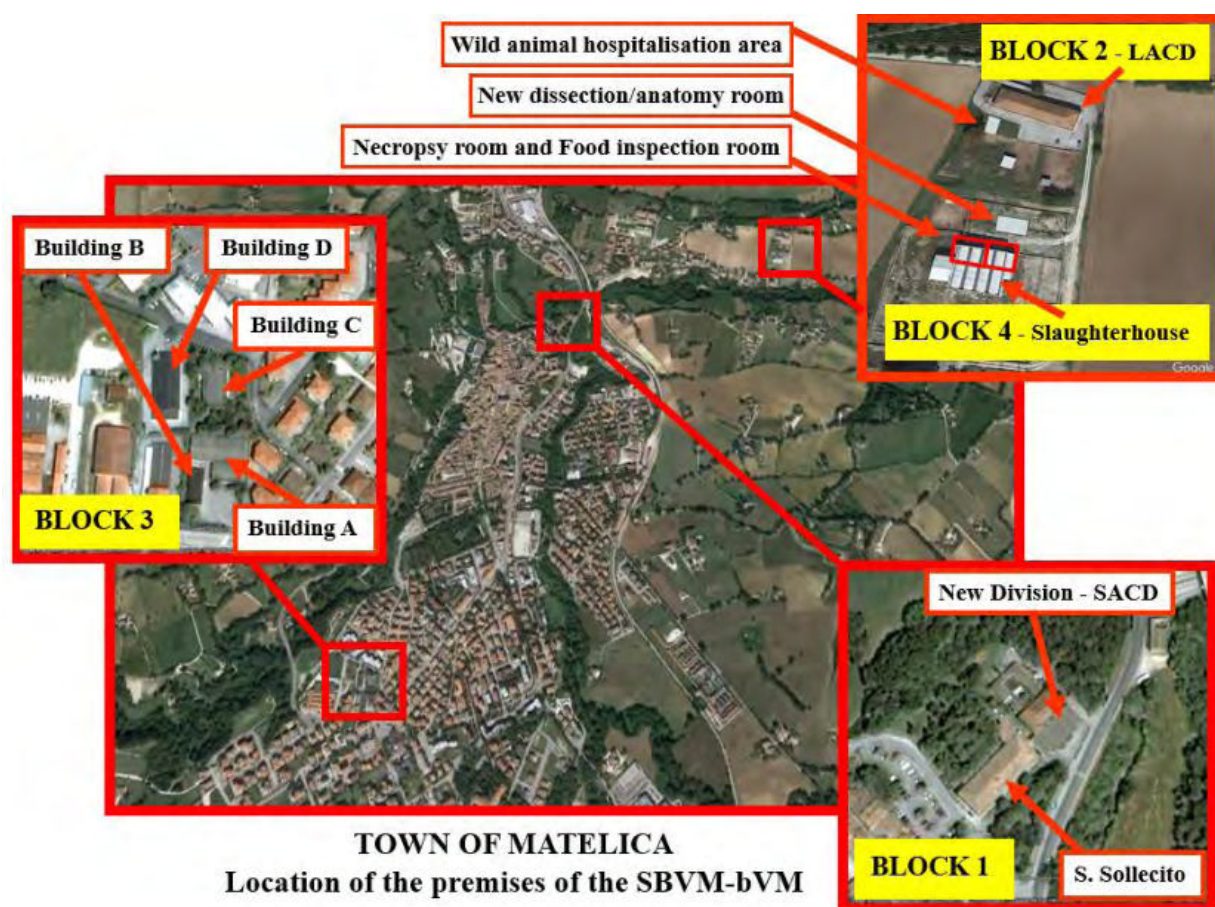 Wild animal hospitalisation area
New dissection/anatomy room
Necropsy room and Food inspection room
BLOCK 2 - LACD
BLOCK 4 - Slaughterhouse
Google
Building B
Building D
Building C
Building A
BLOCK 3
New Division - SACD
BLOCK 1
S. Sollecito
TOWN OF MATELICA
Location of the premises of the SBVM-bVM